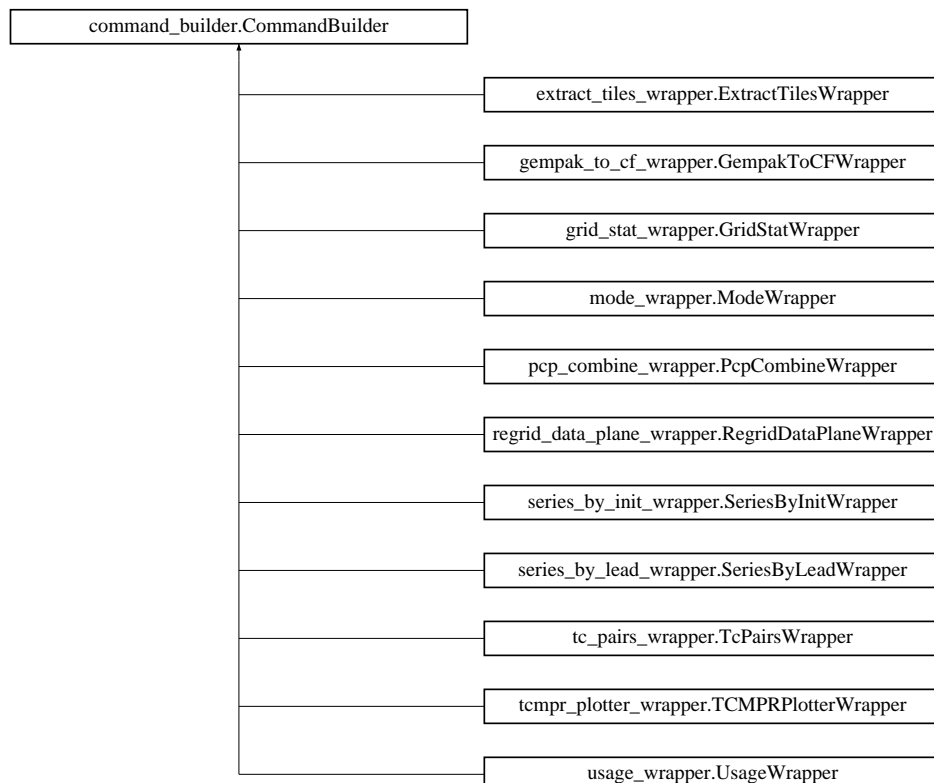 command_builder.CommandBuilder
extract_tiles_wrapper.ExtractTilesWrapper
gempak_to_cf_wrapper.GempakToCFWrapper
grid_stat_wrapper.GridStatWrapper
mode_wrapper.ModeWrapper
pcp_combine_wrapper.PcpCombineWrapper
regrid_data_plane_wrapper.RegridDataPlaneWrapper
series_by_init_wrapper.SeriesByInitWrapper
series_by_lead_wrapper.SeriesByLeadWrapper
tc_pairs_wrapper.TcPairsWrapper
tcmpr_plotter_wrapper.TCMPRPlotterWrapper
usage_wrapper.UsageWrapper